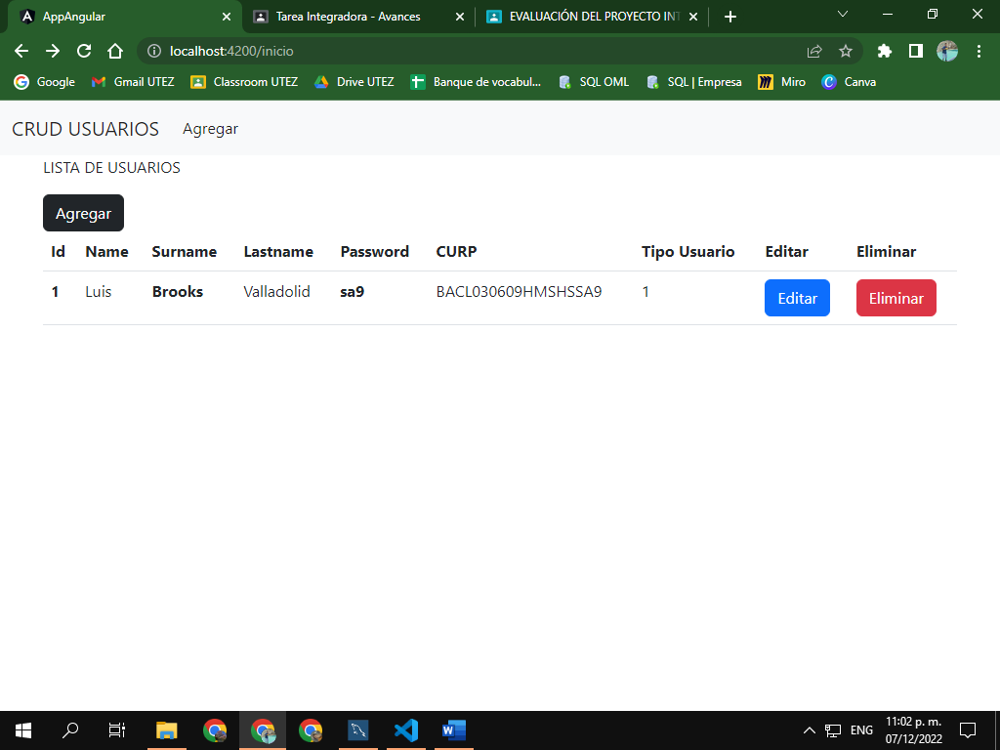 AppAngular
Tarea Integradora - Avances
EVALUACIÓN DEL PROYECTO INT
localhost:4200/inicio
Google
Gmail UTEZ
Classroom UTEZ
Drive UTEZ
Banque de vocabul...
SQL OML
SQL | Empresa
Miro
Canva
CRUD USUARIOS Agregar
LISTA DE USUARIOS
Agregar
Id Name Surname Lastname Password CURP Tipo Usuario Editar Eliminar
1 Luis Brooks Valladolid sa9 BACL030609HMSHSSA9 1 Editar Eliminar
ENG
11:02 p. m.
07/12/2022